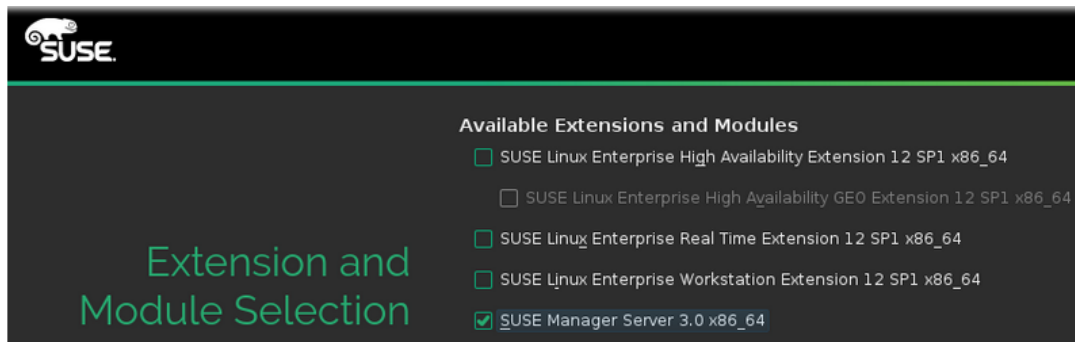 SUSE.
Available Extensions and Modules
SUSE Linux Enterprise High Availability Extension 12 SP1 x86_64
SUSE Linux Enterprise High Availability GEO Extension 12 SP1 x86_64
SUSE Linux Enterprise Real Time Extension 12 SP1 x86_64
SUSE Linux Enterprise Workstation Extension 12 SP1 x86_64
SUSE Manager Server 3.0 x86_64
Extension and
Module Selection